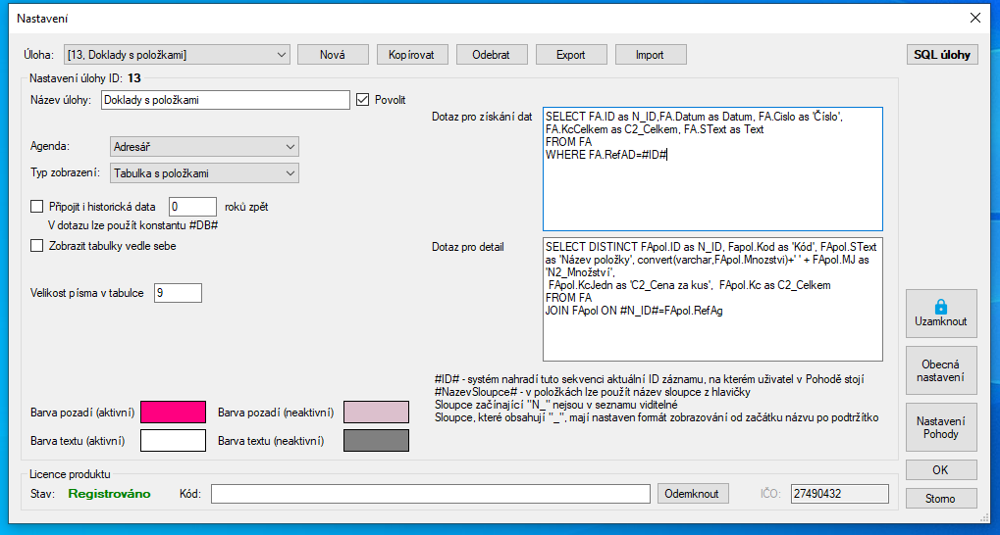 Nastavení
Úloha: [13, Doklady s položkami] Nová Kopírovat Odebrat Export Import SQL úlohy
Nastavení úlohy ID: 13
Název úlohy: Doklady s položkami Povolit
Agenda: Adresář
Typ zobrazení: Tabulka s položkami
Připojit i historická data 0 roků zpět
V dotazu lze použít konstantu #DB#
Zobrazit tabulky vedle sebe
Velikost písma v tabulce 9
Dotaz pro získání dat
SELECT FA.ID as N_ID,FA.Datum as Datum, FA.Cislo as 'Číslo',
FA.KcCelkem as C2_Celkem, FA.SText as Text
FROM FA
WHERE FA.RefAD=#ID#
Dotaz pro detail
SELECT DISTINCT FApol.ID as N_ID, Fapol.Kod as 'Kód', FApol.SText
as 'Název položky', convert(varchar,FApol.Mnozstvi)+' ' + FApol.MJ as
'N2_Množství',
FApol.KcJedn as 'C2_Cena za kus', FApol.Kc as C2_Celkem
FROM FA
JOIN FApol ON #N_ID#=FApol.RefAg
#ID# - systém nahradí tuto sekvenci aktuální ID záznamu, na kterém uživatel v Pohodě stojí
#NazevSloupce# - v položkách lze použít název sloupce z hlavičky
Sloupce začínající "N_" nejsou v seznamu viditelné
Sloupce, které obsahují "_", mají nastaven formát zobrazování od začátku názvu po podtržítko
Barva pozadí (aktivní) Barva pozadí (neaktivní)
Barva textu (aktivní) Barva textu (neaktivní)
Uzamknout
Obecná
nastavení
Nastavení
Pohody
OK
Storno
Licence produktu
Stav: Registrováno Kód: Odemknout IČO: 27490432